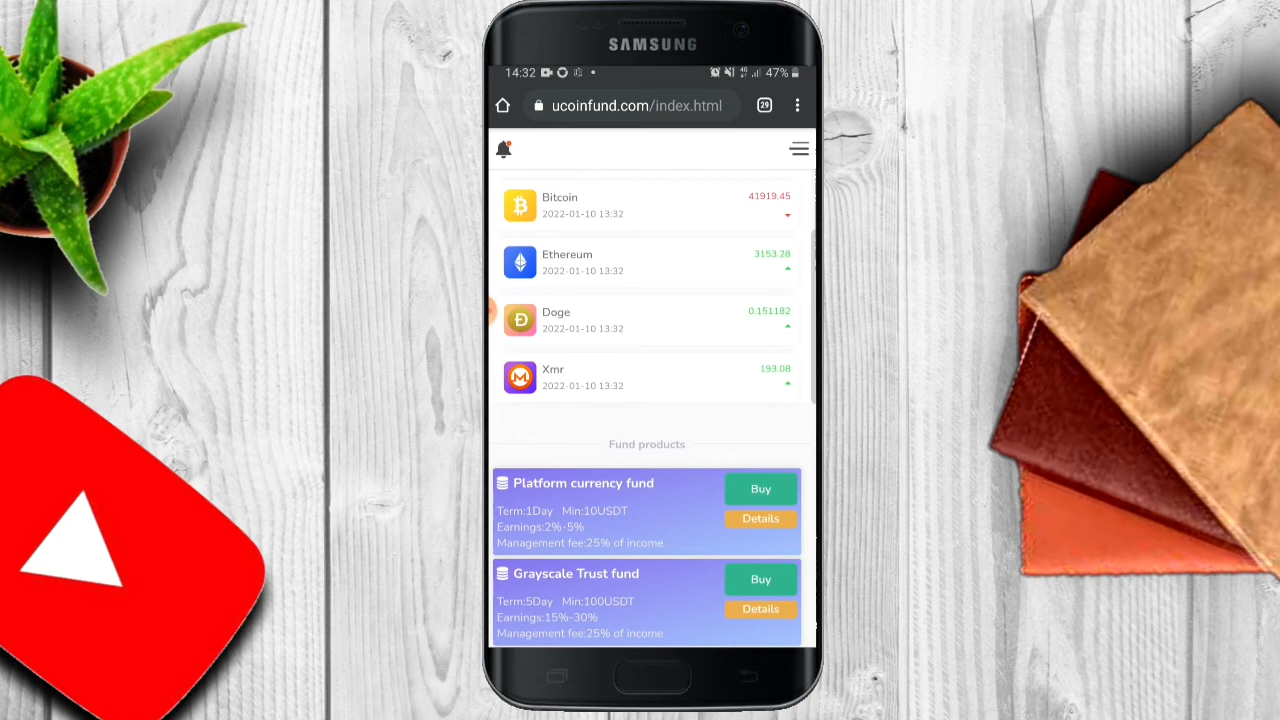 SAMSUNG
14:32
4G
47%
ucoinfund.com/index.html
29
Bitcoin
41919.45
2022-01-10 13:32
Ethereum
3153.28
2022-01-10 13:32
Doge
0.151182
2022-01-10 13:32
Xmr
193.08
2022-01-10 13:32
Fund products
Platform currency fund
Buy
Term:1Day Min:10USDT
Details
Earnings:2%-5%
Management fee:25% of income
Grayscale Trust fund
Buy
Term:5Day Min:100USDT
Details
Earnings:15%-30%
Management fee:25% of income